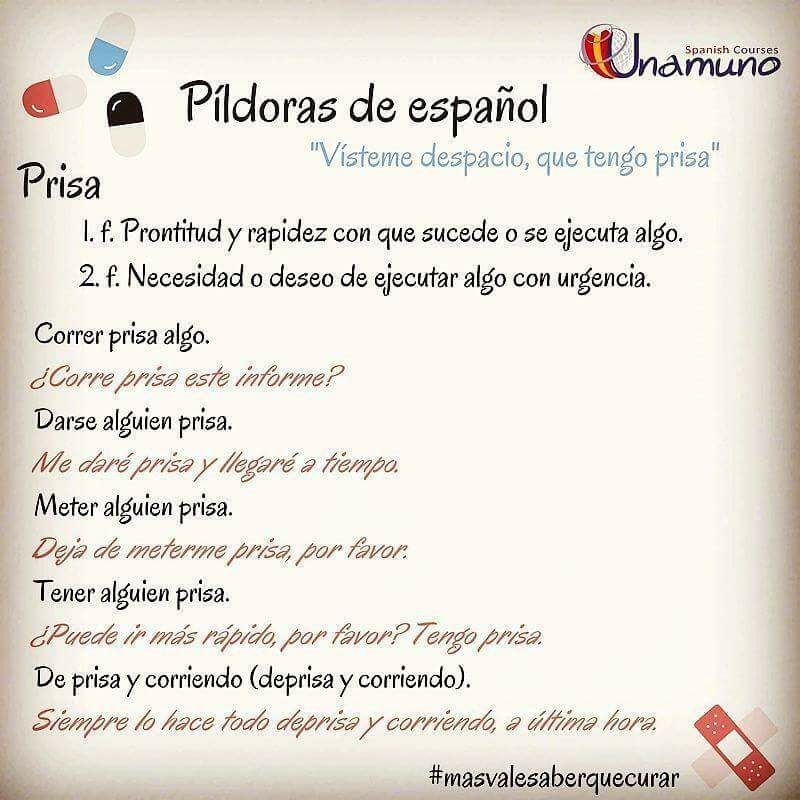 Spanish Courses
Unamuno
Píldoras de español
"Vísteme despacio, que tengo prisa"
Prisa
1. f. Prontitud y rapidez con que sucede o se ejecuta algo.
2. f. Necesidad o deseo de ejecutar algo con urgencia.
Correr prisa algo.
¿Corre prisa este informe?
Darse alguien prisa.
Me daré prisa y llegaré a tiempo.
Meter alguien prisa.
Deja de meterme prisa, por favor.
Tener alguien prisa.
¿Puede ir más rápido, por favor? Tengo prisa.
De prisa y corriendo (deprisa y corriendo).
Siempre lo hace todo deprisa y corriendo, a última hora.
#masvalesaberquecurar